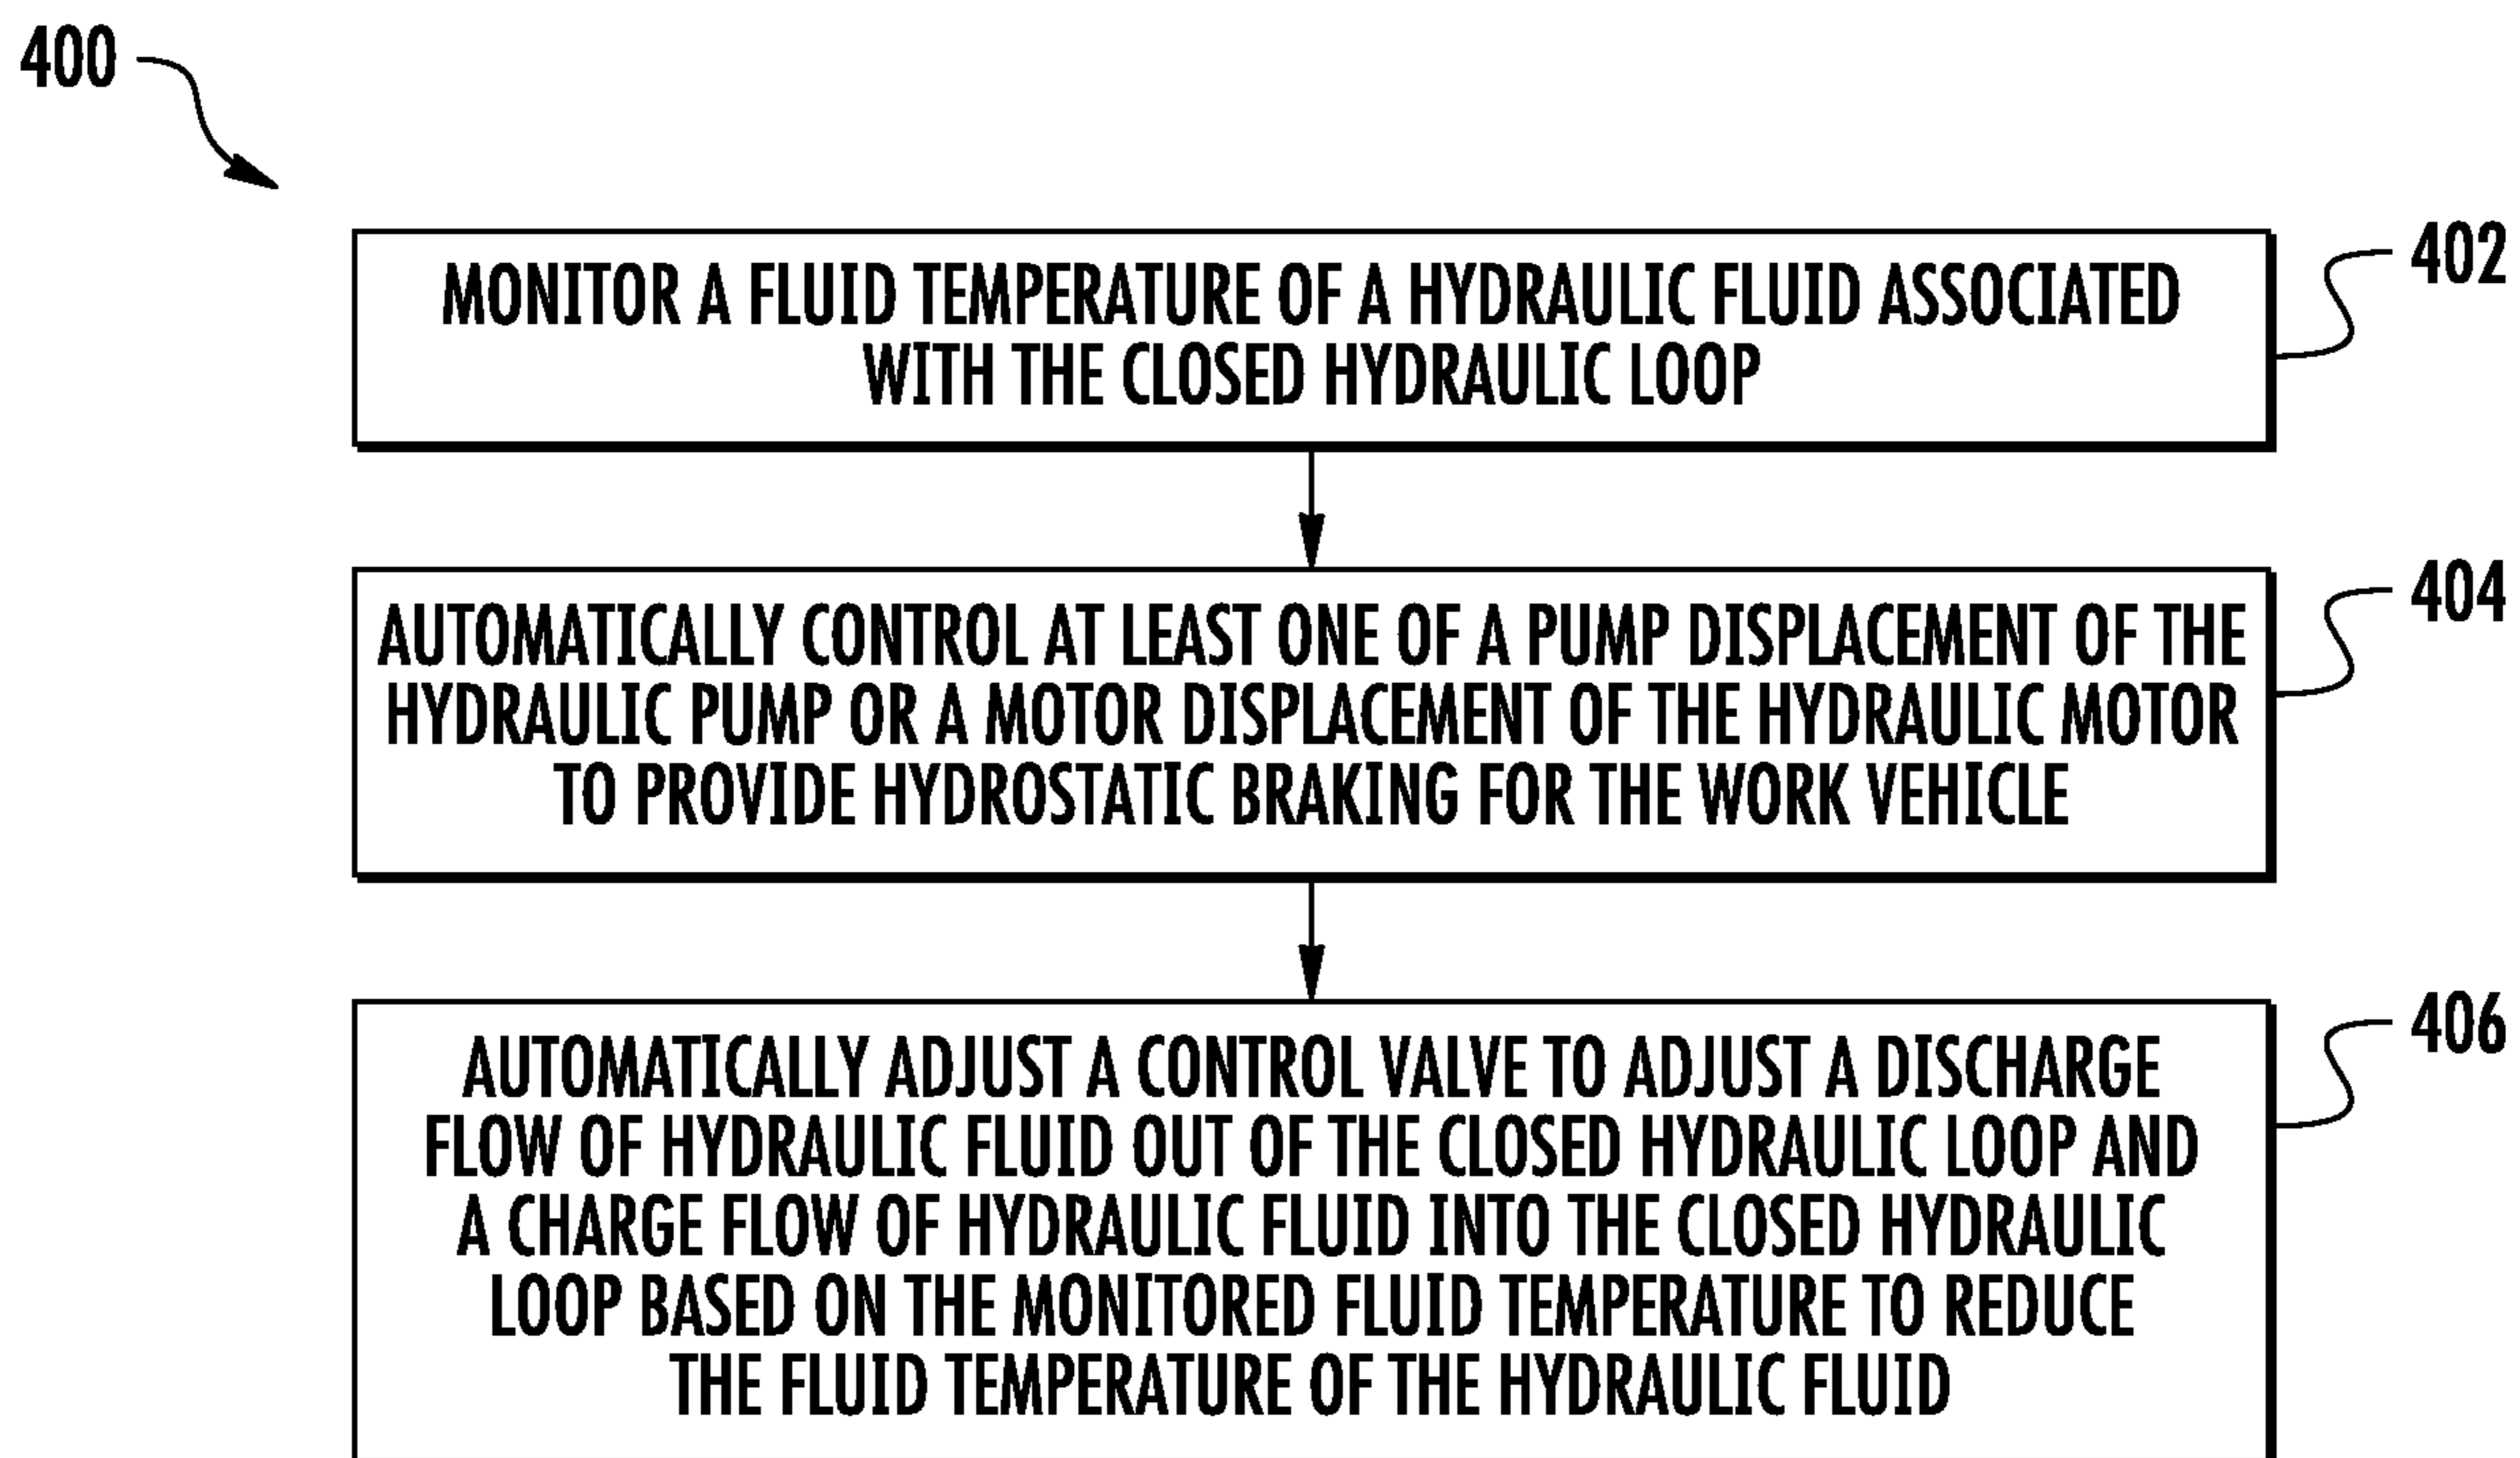 400
402
MONITOR A FLUID TEMPERATURE OF A HYDRAULIC FLUID ASSOCIATED
WITH THE CLOSED HYDRAULIC LOOP
404
AUTOMATICALLY CONTROL AT LEAST ONE OF A PUMP DISPLACEMENT OF THE
HYDRAULIC PUMP OR A MOTOR DISPLACEMENT OF THE HYDRAULIC MOTOR
TO PROVIDE HYDROSTATIC BRAKING FOR THE WORK VEHICLE
406
AUTOMATICALLY ADJUST A CONTROL VALVE TO ADJUST A DISCHARGE
FLOW OF HYDRAULIC FLUID OUT OF THE CLOSED HYDRAULIC LOOP AND
A CHARGE FLOW OF HYDRAULIC FLUID INTO THE CLOSED HYDRAULIC
LOOP BASED ON THE MONITORED FLUID TEMPERATURE TO REDUCE
THE FLUID TEMPERATURE OF THE HYDRAULIC FLUID